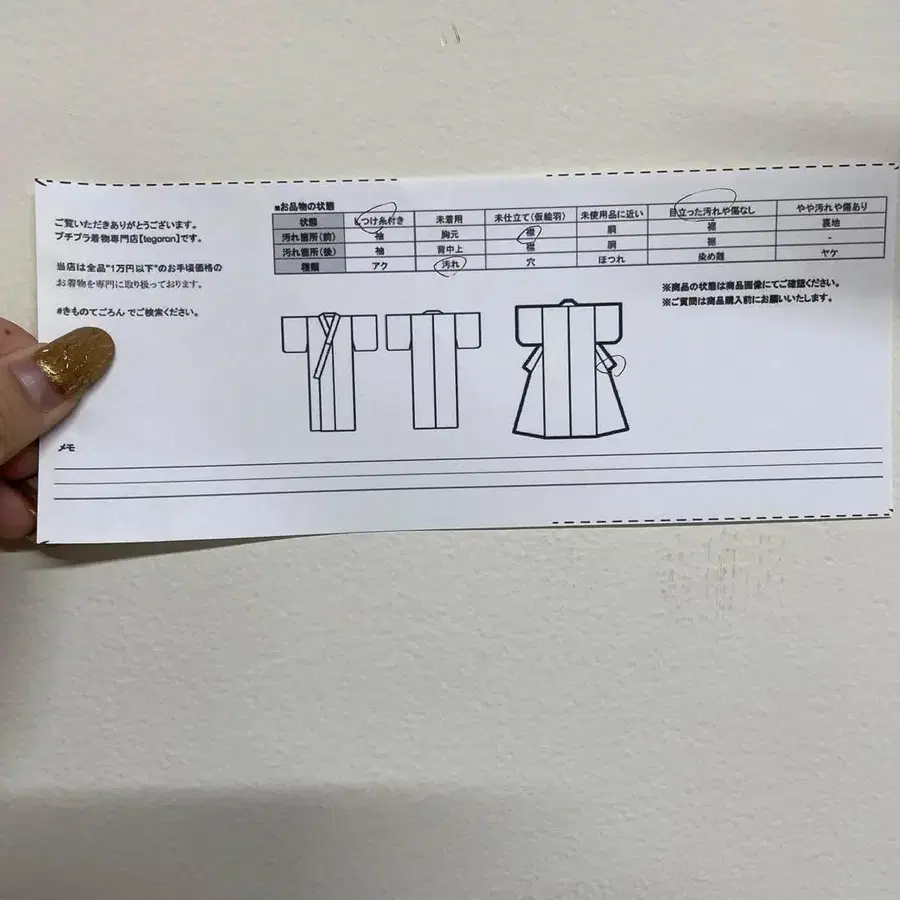 ご覧いただきありがとうございます。
プチプラ着物専門店【tegoron】です。
当店は全品"1万円以下"のお手頃価格の
お着物を専門に取り扱っております。
#きものてごろん でご検索ください。
■お品物の状態
状態 しつけ糸付き 未着用 未仕立て(仮絵羽) 未使用品に近い 目立った汚れや傷なし やや汚れや傷あり
汚れ箇所(前) 袖 胸元 襟 胴 裾 裏地
汚れ箇所(後) 袖 背中上 襟 胴 裾 -
種類 アク 汚れ 穴 ほつれ 染め難 ヤケ
※商品の状態は商品画像にてご確認ください。
※ご質問は商品購入前にお願いいたします。
メモ